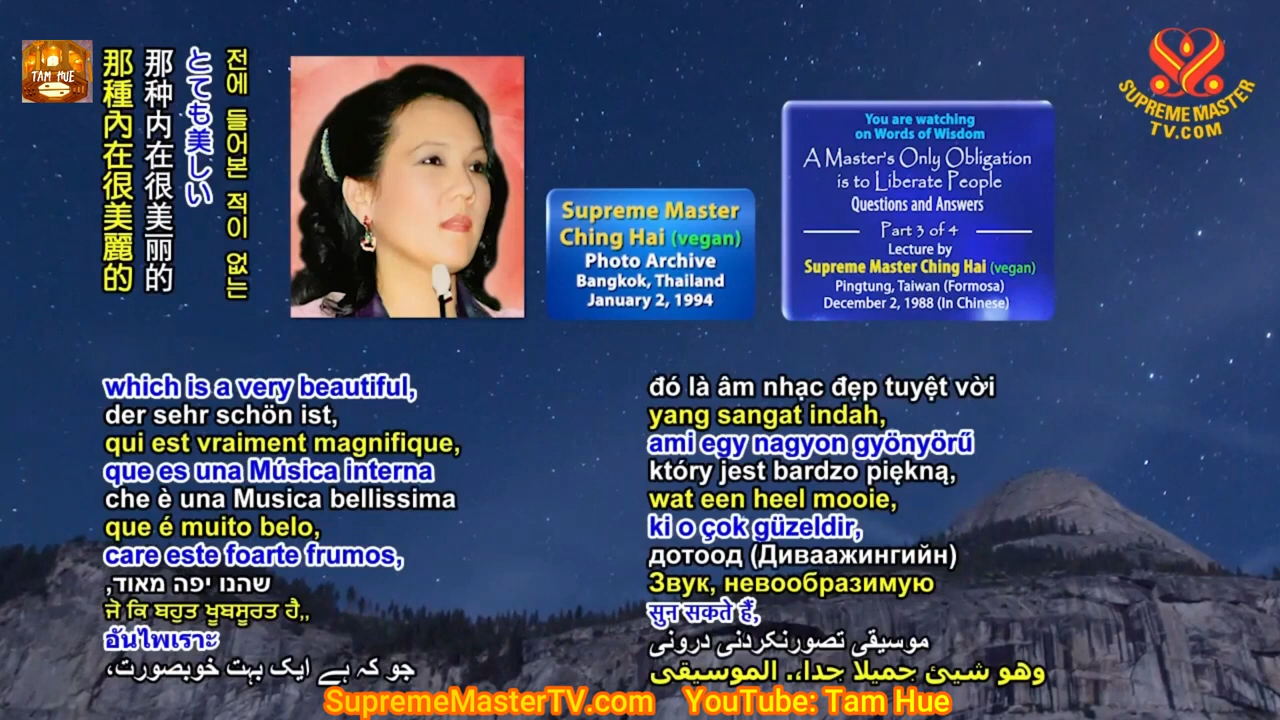 TAM HUE
那種內在很美麗的
那种内在很美丽的
とても美しい
전에 들어본 적이 없는
Supreme Master
Ching Hai (vegan)
Photo Archive
Bangkok, Thailand
January 2, 1994
You are watching
on Words of Wisdom
A Master's Only Obligation
is to Liberate People
Questions and Answers
Part 3 of 4
Lecture by
Supreme Master Ching Hai (vegan)
Pingtung, Taiwan (Formosa)
December 2, 1988 (In Chinese)
SUPREME MASTER
TV.COM
which is a very beautiful,
der sehr schön ist,
qui est vraiment magnifique,
que es una Música interna
che è una Musica bellissima
que é muito belo,
care este foarte frumos,
שהנו יפה מאוד,
ਜੋ ਕਿ ਬਹੁਤ ਖੂਬਸੂਰਤ ਹੈ,,
อันไพเราะ
جو کہ ہے ایک بہت خوبصورت،
đó là âm nhạc đẹp tuyệt vời
yang sangat indah,
ami egy nagyon gyönyörű
który jest bardzo piękną,
wat een heel mooie,
ki o çok güzeldir,
дотоод (Диваажингийн)
Звук, невообразимую
सुन सकते हैं,
موسیقی تصورنکردنی درونی
وهو شيئ جميلا جدا،. الموسيقى
SupremeMasterTV.com YouTube: Tam Hue